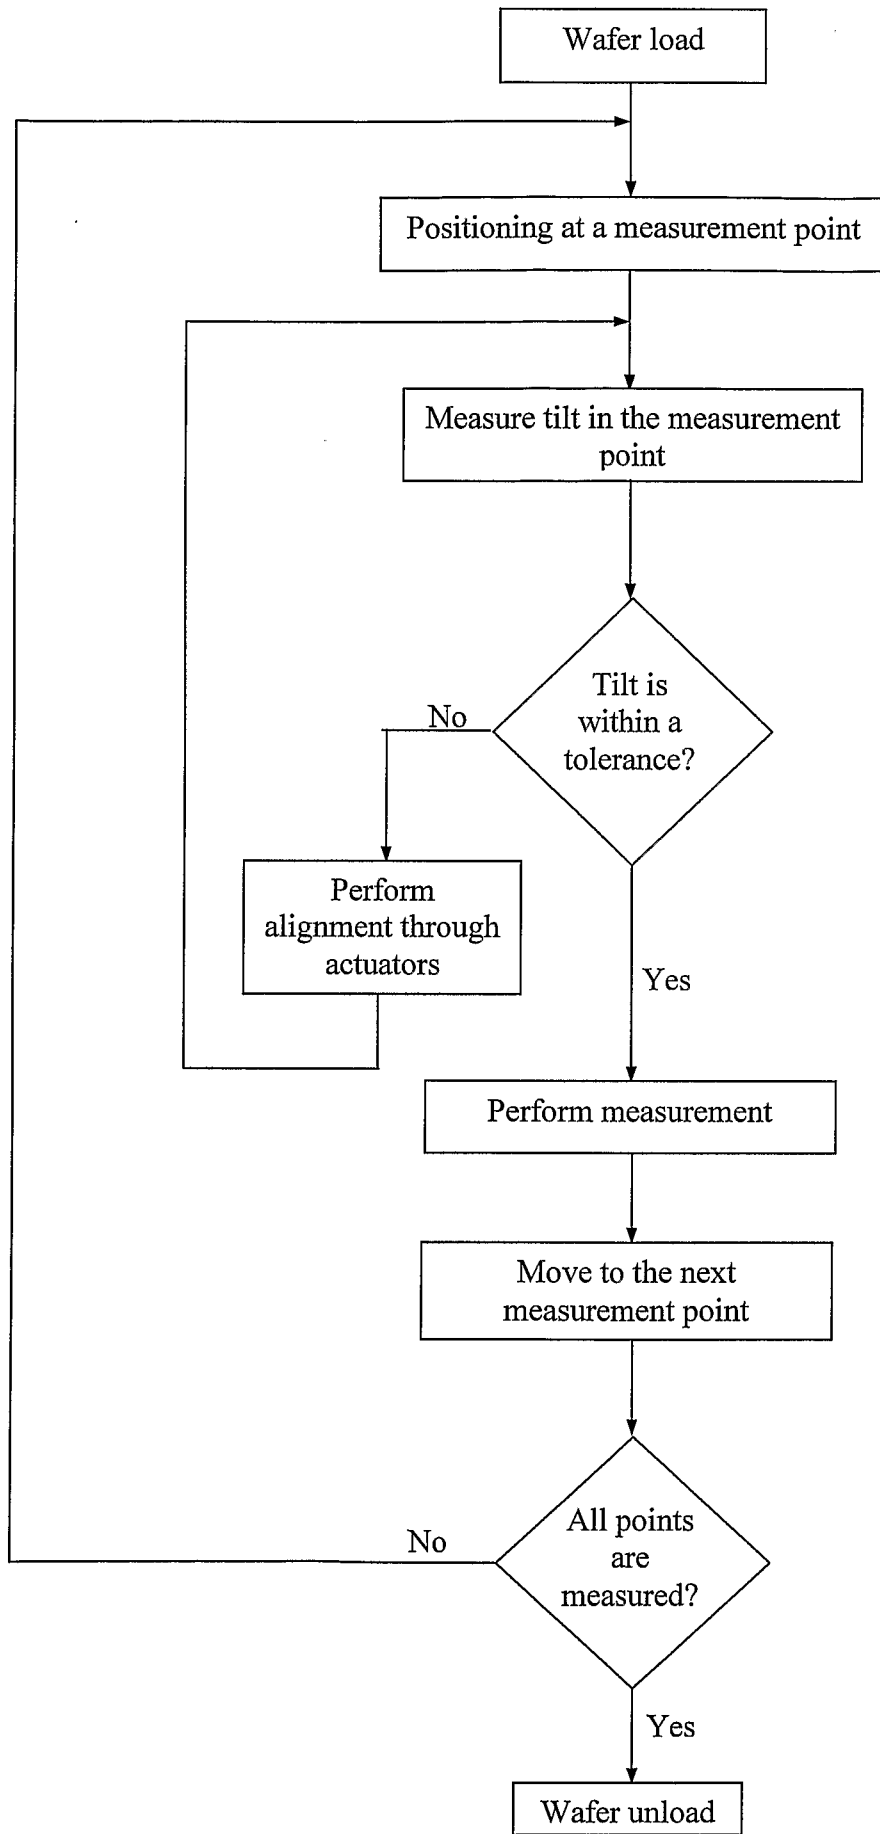 Wafer load
Positioning at a measurement point
Measure tilt in the measurement
point
Tilt is
within a
tolerance?
No
Perform
alignment through
actuators
Yes
Perform measurement
Move to the next
measurement point
All points
are
measured?
No
Yes
Wafer unload